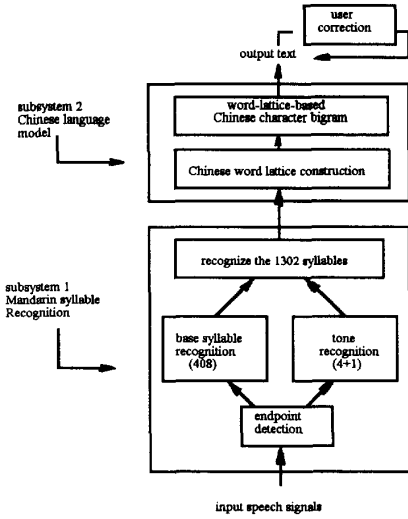 user
correction
output text
subsystem 2
Chinese language
model
word-lattice-based
Chinese character bigram
Chinese word lattice construction
recognize the 1302 syllables
subsystem 1
Mandarin syllable
Recognition
base syllable
recognition
(408)
tone
recognition
(4+1)
endpoint
detection
input speech signals